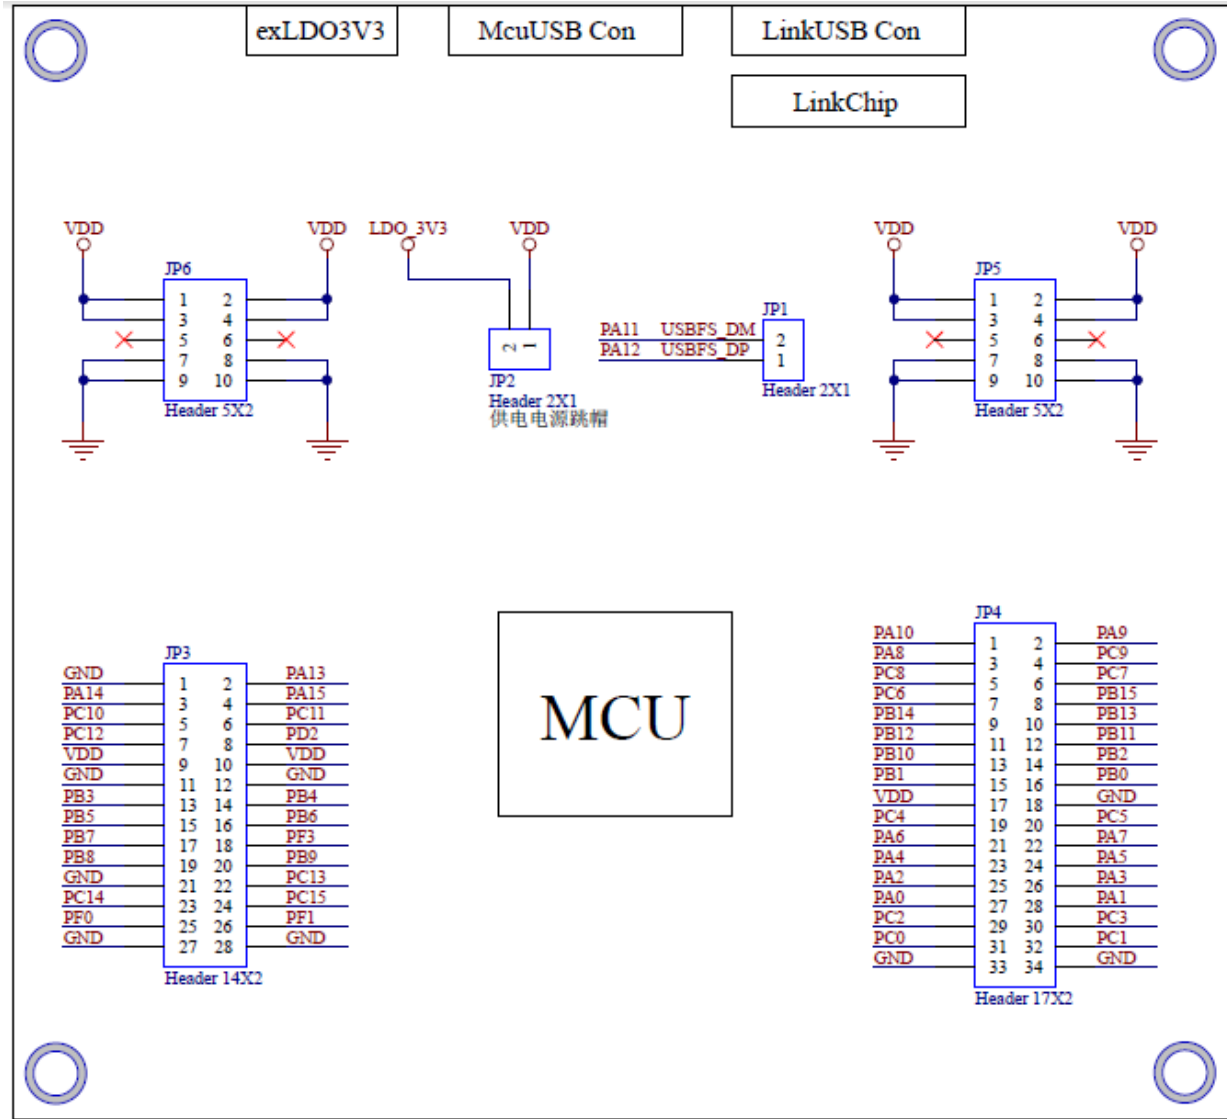 exLDO3V3
McuUSB Con
LinkUSB Con
LinkChip
VDD
VDD
LDO_3V3
VDD
VDD
VDD
JP6
1 2
3 4
5 6
7 8
9 10
Header 5X2
2 1
JP2
Header 2X1
供电电源跳帽
JP1
PA11 USBFS_DM 2
PA12 USBFS_DP 1
Header 2X1
JP5
1 2
3 4
5 6
7 8
9 10
Header 5X2
MCU
JP3
GND 1 2 PA13
PA14 3 4 PA15
PC10 5 6 PC11
PC12 7 8 PD2
VDD 9 10 VDD
GND 11 12 GND
PB3 13 14 PB4
PB5 15 16 PB6
PB7 17 18 PF3
PB8 19 20 PB9
GND 21 22 PC13
PC14 23 24 PC15
PF0 25 26 PF1
GND 27 28 GND
Header 14X2
JP4
PA10 1 2 PA9
PA8 3 4 PC9
PC8 5 6 PC7
PC6 7 8 PB15
PB14 9 10 PB13
PB12 11 12 PB11
PB10 13 14 PB2
PB1 15 16 PB0
VDD 17 18 GND
PC4 19 20 PC5
PA6 21 22 PA7
PA4 23 24 PA5
PA2 25 26 PA3
PA0 27 28 PA1
PC2 29 30 PC3
PC0 31 32 PC1
GND 33 34 GND
Header 17X2